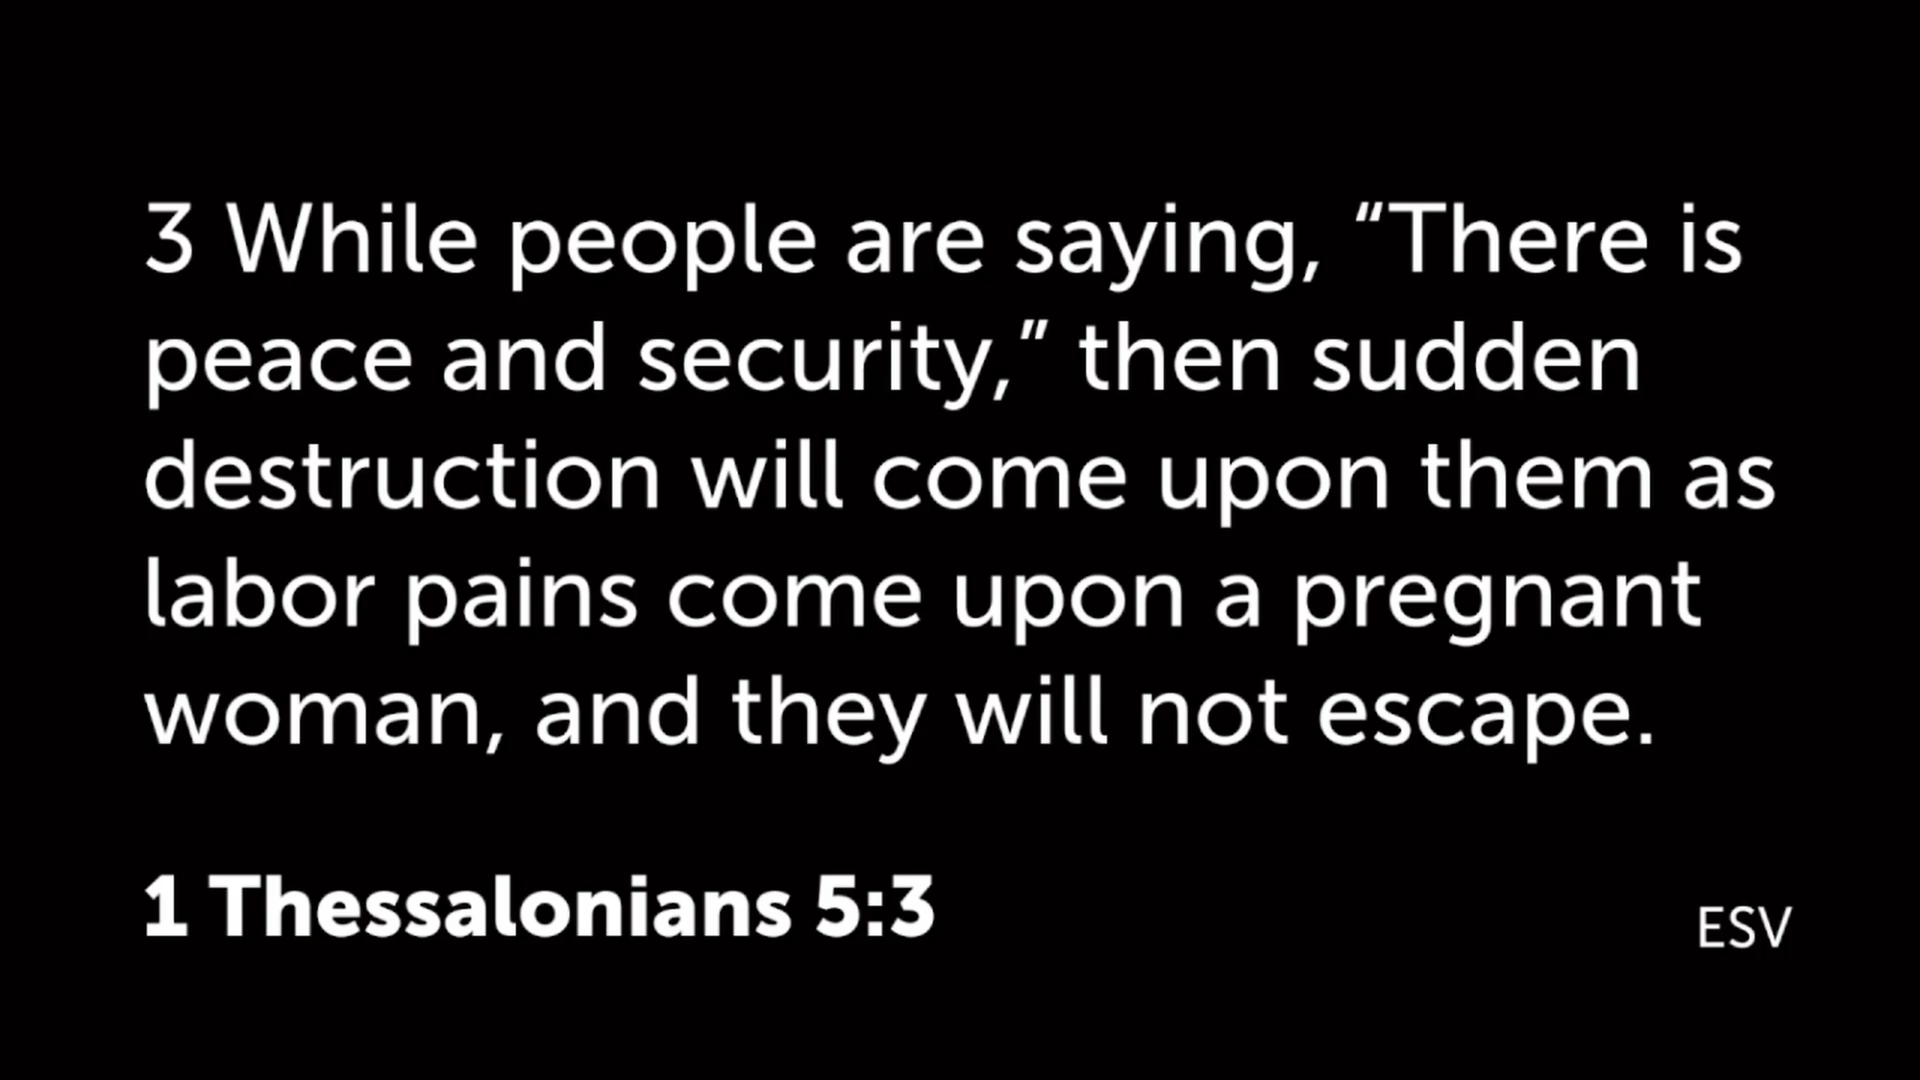 3 While people are saying, “There is
peace and security,” then sudden
destruction will come upon them as
labor pains come upon a pregnant
woman, and they will not escape.
1 Thessalonians 5:3
ESV